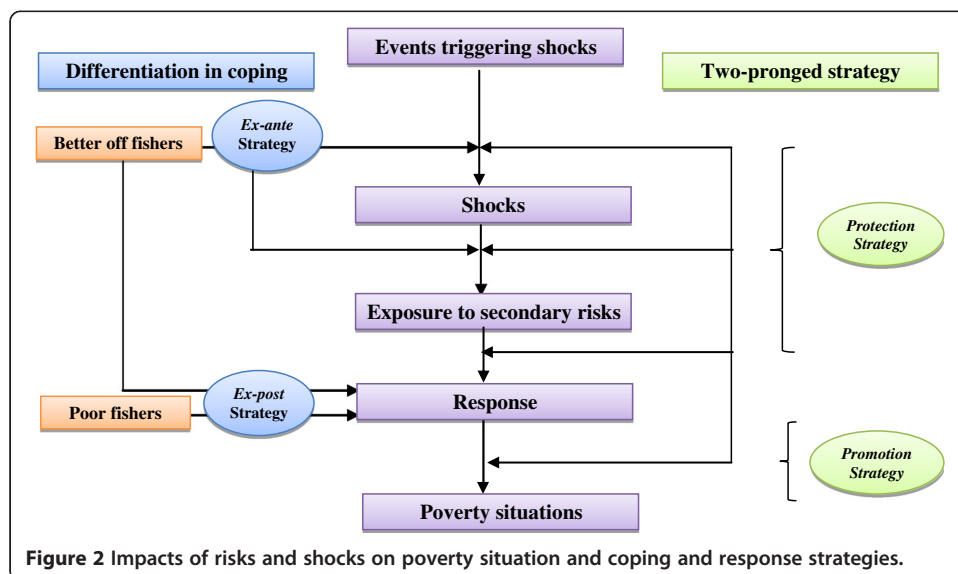 Events triggering shocks
Differentiation in coping
Two-pronged strategy
Ex-ante
Strategy
Better off fishers
Shocks
Protection
Strategy
Exposure to secondary risks
Ex-post
Strategy
Poor fishers
Response
Promotion
Strategy
Poverty situations
Figure 2 Impacts of risks and shocks on poverty situation and coping and response strategies.